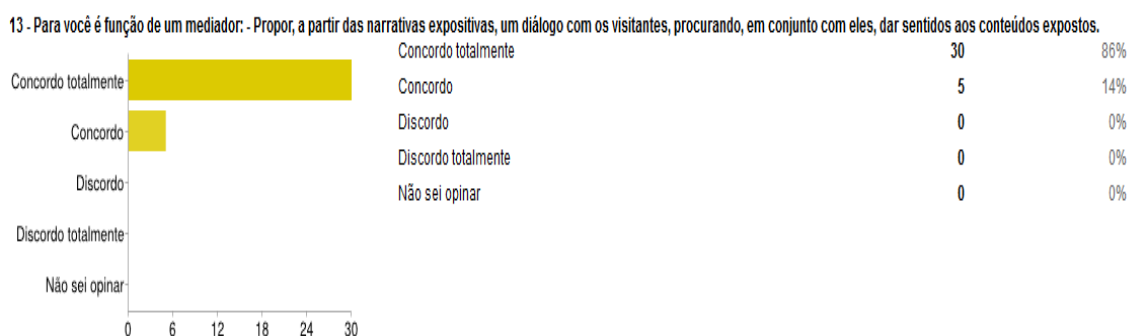 13 - Para você é função de um mediador: - Propor, a partir das narrativas expositivas, um diálogo com os visitantes, procurando, em conjunto com eles, dar sentidos aos conteúdos expostos.
Concordo totalmente
Concordo
Discordo
Discordo totalmente
Não sei opinar
0 6 12 18 24 30
Concordo totalmente 30 86%
Concordo 5 14%
Discordo 0 0%
Discordo totalmente 0 0%
Não sei opinar 0 0%